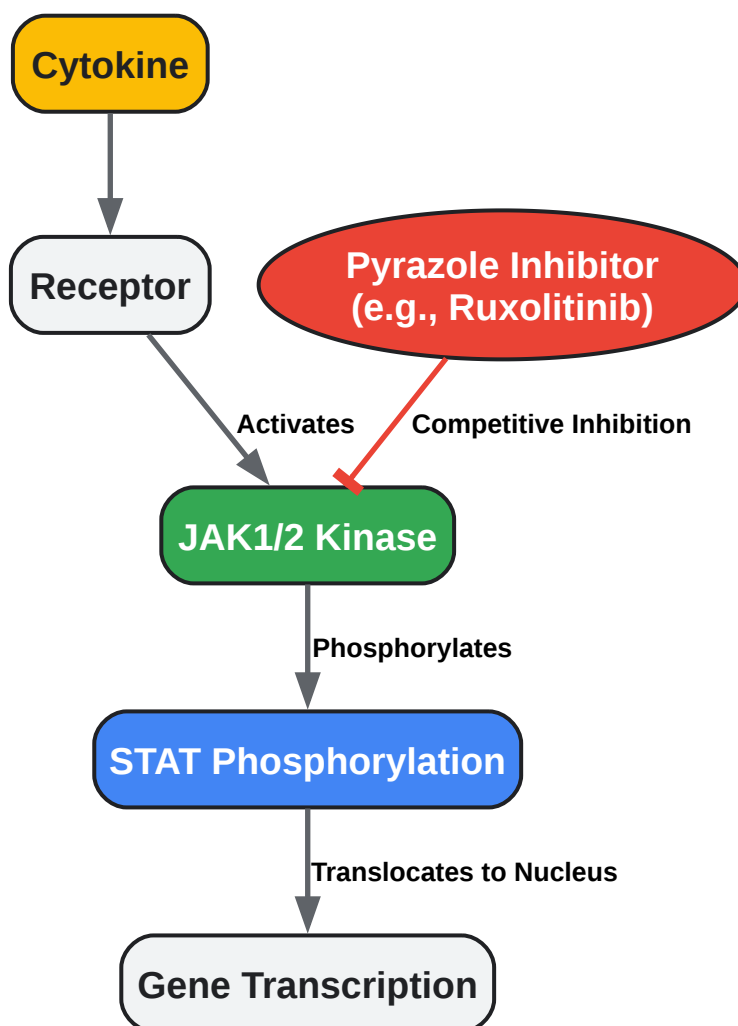 Cytokine
Receptor
Pyrazole Inhibitor
(e.g., Ruxolitinib)
Activates
Competitive Inhibition
JAK1/2 Kinase
Phosphorylates
STAT Phosphorylation
Translocates to Nucleus
Gene Transcription